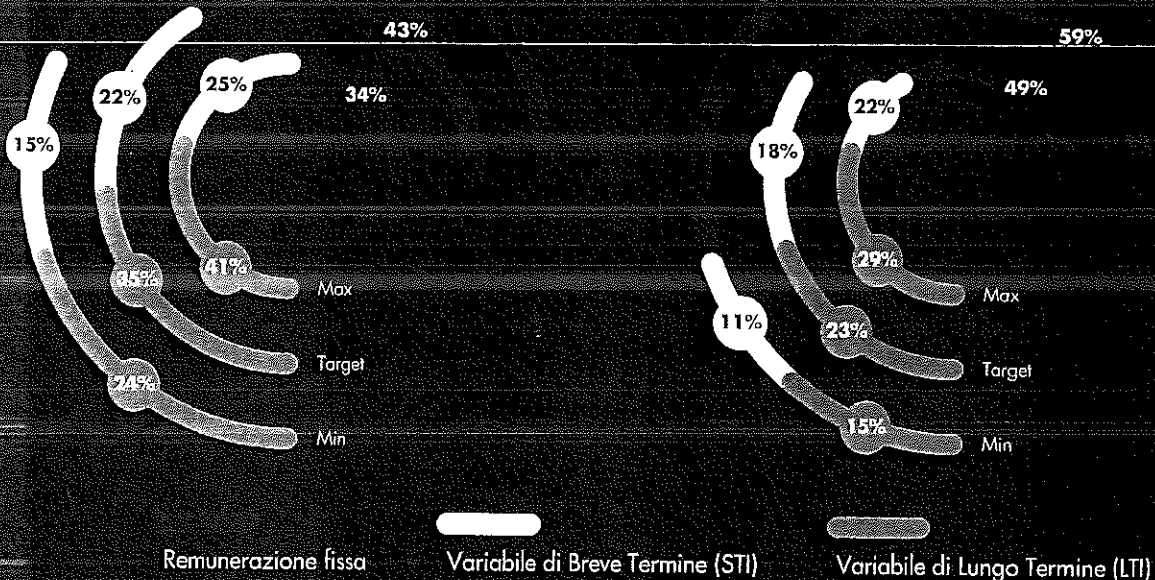 43%
59%
25%
34%
22%
49%
22%
15%
18%
41%
29%
35%
Max
Max
11%
23%
Target
Target
24%
15%
Min
Min
Remunerazione fissa
Variabile di Breve Termine (STI)
Variabile di Lungo Termine (LTI)